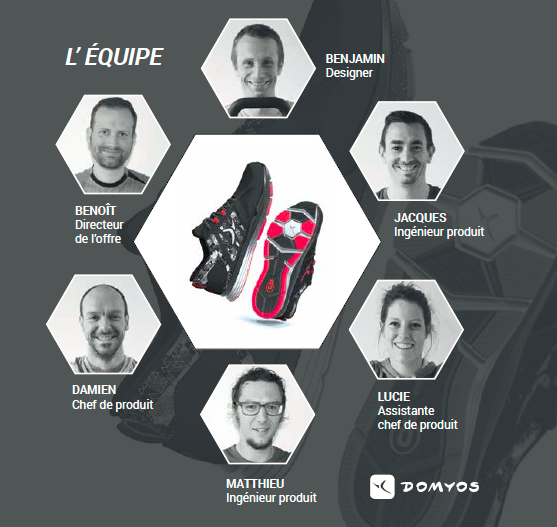 L' ÉQUIPE
BENJAMIN
Designer
BENOÎT
Directeur
de l'offre
JACQUES
Ingénieur produit
DAMIEN
Chef de produit
LUCIE
Assistante
chef de produit
MATTHIEU
Ingénieur produit
DOMYOS